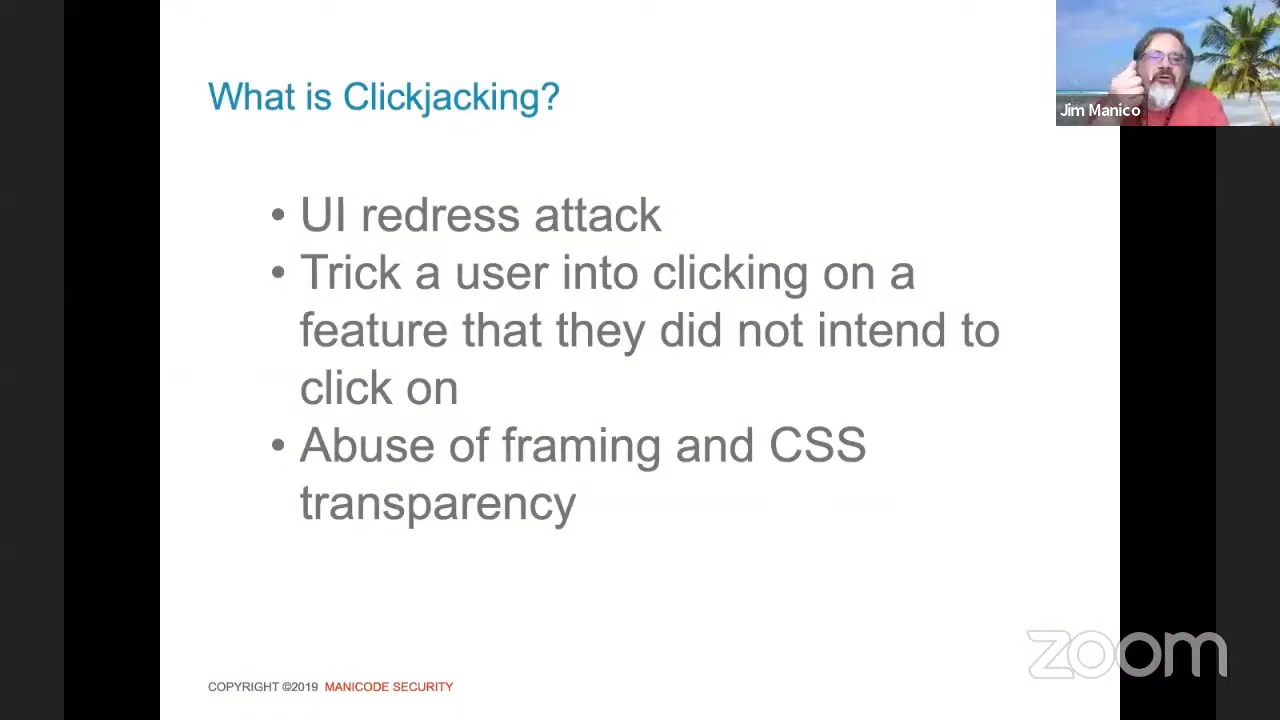 What is Clickjacking?
Jim Manico
• UI redress attack
• Trick a user into clicking on a
feature that they did not intend to
click on
• Abuse of framing and CSS
transparency
zoom
COPYRIGHT ©2019 MANICODE SECURITY